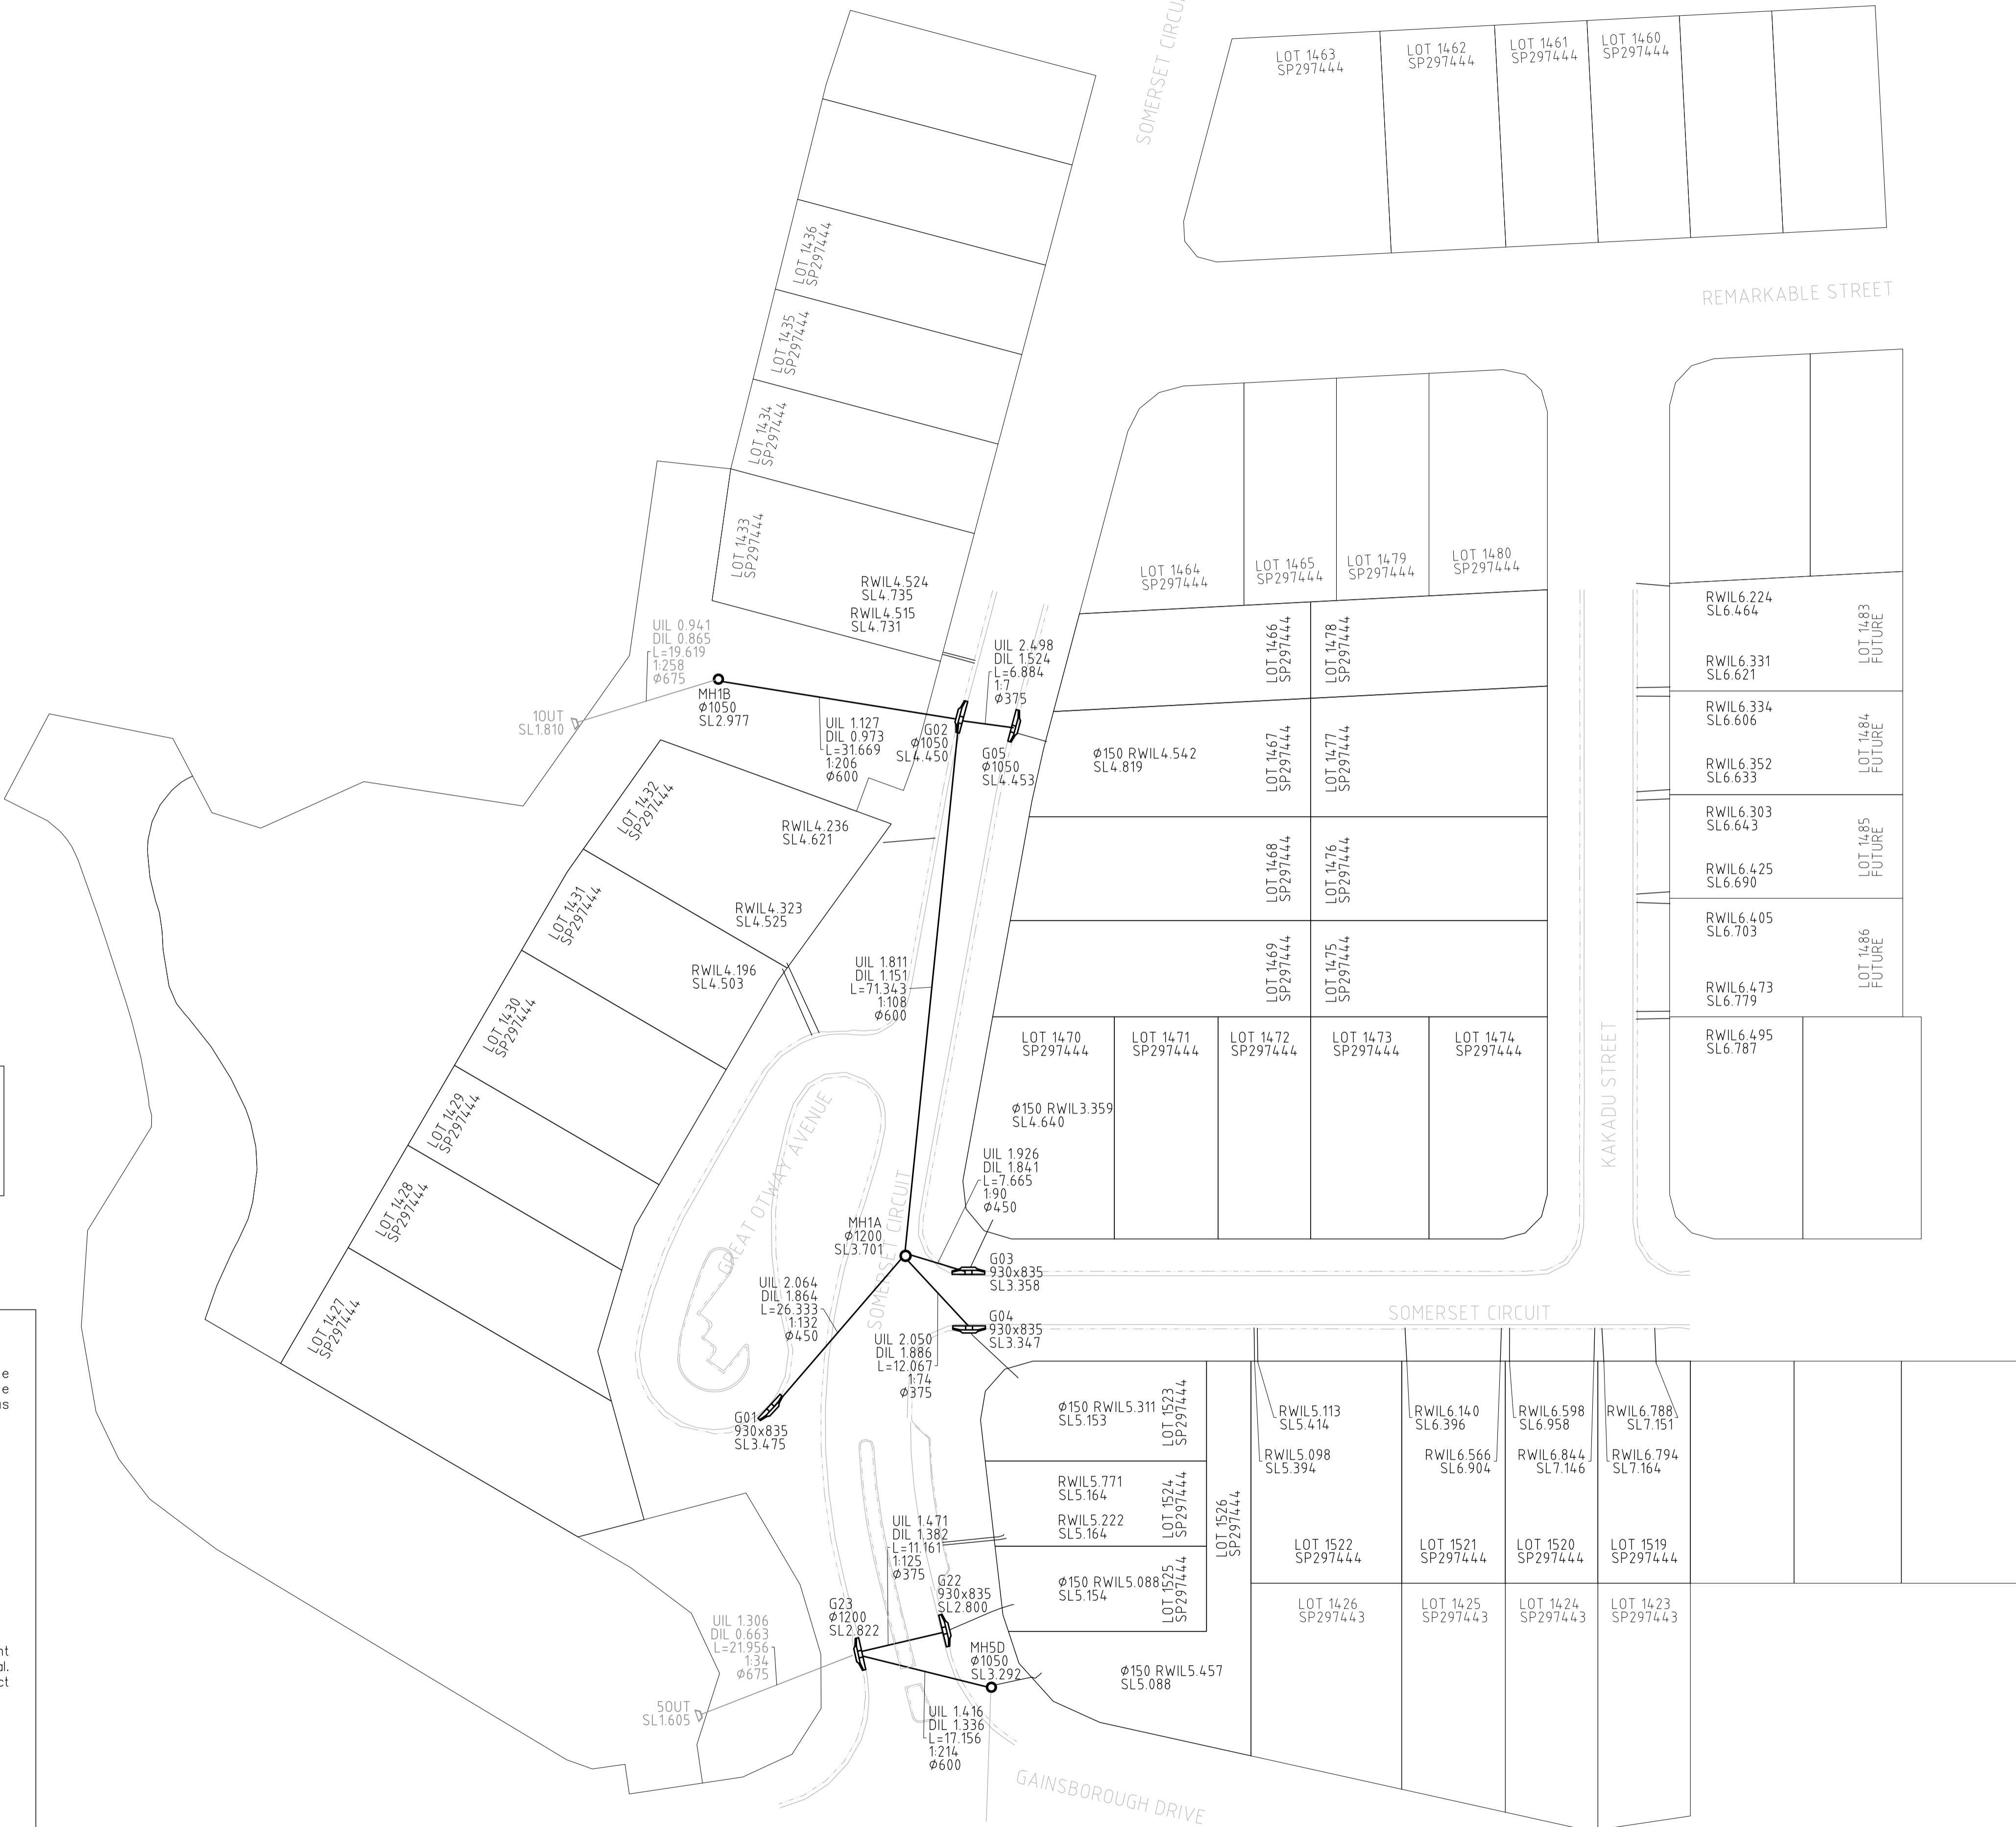 SOMERSET CIRCUI
LOT 1463
SP297444
LOT 1462
SP297444
LOT 1461
SP297444
LOT 1460
SP297444
REMARKABLE STREET
LOT 1436
SP297444
LOT 1435
SP297444
LOT 1434
SP297444
LOT 1433
SP297444
RWIL4.524
SL4.735
RWIL4.515
SL4.731
LOT 1464
SP297444
LOT 1465
SP297444
LOT 1479
SP297444
LOT 1480
SP297444
UIL 0.941
DIL 0.865
L=19.619
1:258
Ø675
1OUT
SL1.810
MH1B
Ø1050
SL2.977
UIL 1.127
DIL 0.973
L=31.669
1:206
Ø600
G02
Ø1050
SL4.450
UIL 2.498
DIL 1.524
L=6.884
1:7
Ø375
G05
Ø1050
SL4.453
Ø150 RWIL4.542
SL4.819
LOT 1466
SP297444
LOT 1478
SP297444
LOT 1467
SP297444
LOT 1477
SP297444
LOT 1468
SP297444
LOT 1476
SP297444
LOT 1469
SP297444
LOT 1475
SP297444
RWIL6.224
SL6.464
RWIL6.331
SL6.621
LOT 1483
FUTURE
RWIL6.334
SL6.606
RWIL6.352
SL6.633
LOT 1484
FUTURE
RWIL6.303
SL6.643
RWIL6.425
SL6.690
LOT 1485
FUTURE
RWIL6.405
SL6.703
RWIL6.473
SL6.779
LOT 1486
FUTURE
RWIL6.495
SL6.787
LOT 1432
SP297444
RWIL4.236
SL4.621
LOT 1431
SP297444
RWIL4.323
SL4.525
RWIL4.196
SL4.503
LOT 1430
SP297444
LOT 1429
SP297444
LOT 1428
SP297444
LOT 1427
SP297444
UIL 1.811
DIL 1.151
L=71.343
1:108
Ø600
LOT 1470
SP297444
LOT 1471
SP297444
LOT 1472
SP297444
LOT 1473
SP297444
LOT 1474
SP297444
Ø150 RWIL3.359
SL4.640
KAKADU STREET
GREAT OTWAY AVENUE
SOMERSET CIRCUIT
UIL 1.926
DIL 1.841
L=7.665
1:90
Ø450
MH1A
Ø1200
SL3.701
G03
930x835
SL3.358
G04
930x835
SL3.347
SOMERSET CIRCUIT
UIL 2.064
DIL 1.864
L=26.333
1:132
Ø450
UIL 2.050
DIL 1.886
L=12.067
1:74
Ø375
G01
930x835
SL3.475
Ø150 RWIL5.311
SL5.153
LOT 1523
SP297444
RWIL5.771
SL5.164
RWIL5.222
SL5.164
LOT 1524
SP297444
Ø150 RWIL5.088
SL5.154
LOT 1525
SP297444
LOT 1526
SP297444
RWIL5.113
SL5.414
RWIL5.098
SL5.394
RWIL6.140
SL6.396
RWIL6.566
SL6.904
RWIL6.598
SL6.958
RWIL6.844
SL7.146
RWIL6.788
SL7.151
RWIL6.794
SL7.164
LOT 1522
SP297444
LOT 1521
SP297444
LOT 1520
SP297444
LOT 1519
SP297444
LOT 1426
SP297443
LOT 1425
SP297443
LOT 1424
SP297443
LOT 1423
SP297443
UIL 1.471
DIL 1.382
L=11.161
1:125
Ø375
G22
930x835
SL2.800
G23
Ø1200
SL2.822
MH5D
Ø1050
SL3.292
Ø150 RWIL5.457
SL5.088
UIL 1.306
DIL 0.663
L=21.956
1:34
Ø675
5OUT
SL1.605
UIL 1.416
DIL 1.336
L=17.156
1:214
Ø600
GAINSBOROUGH DRIVE